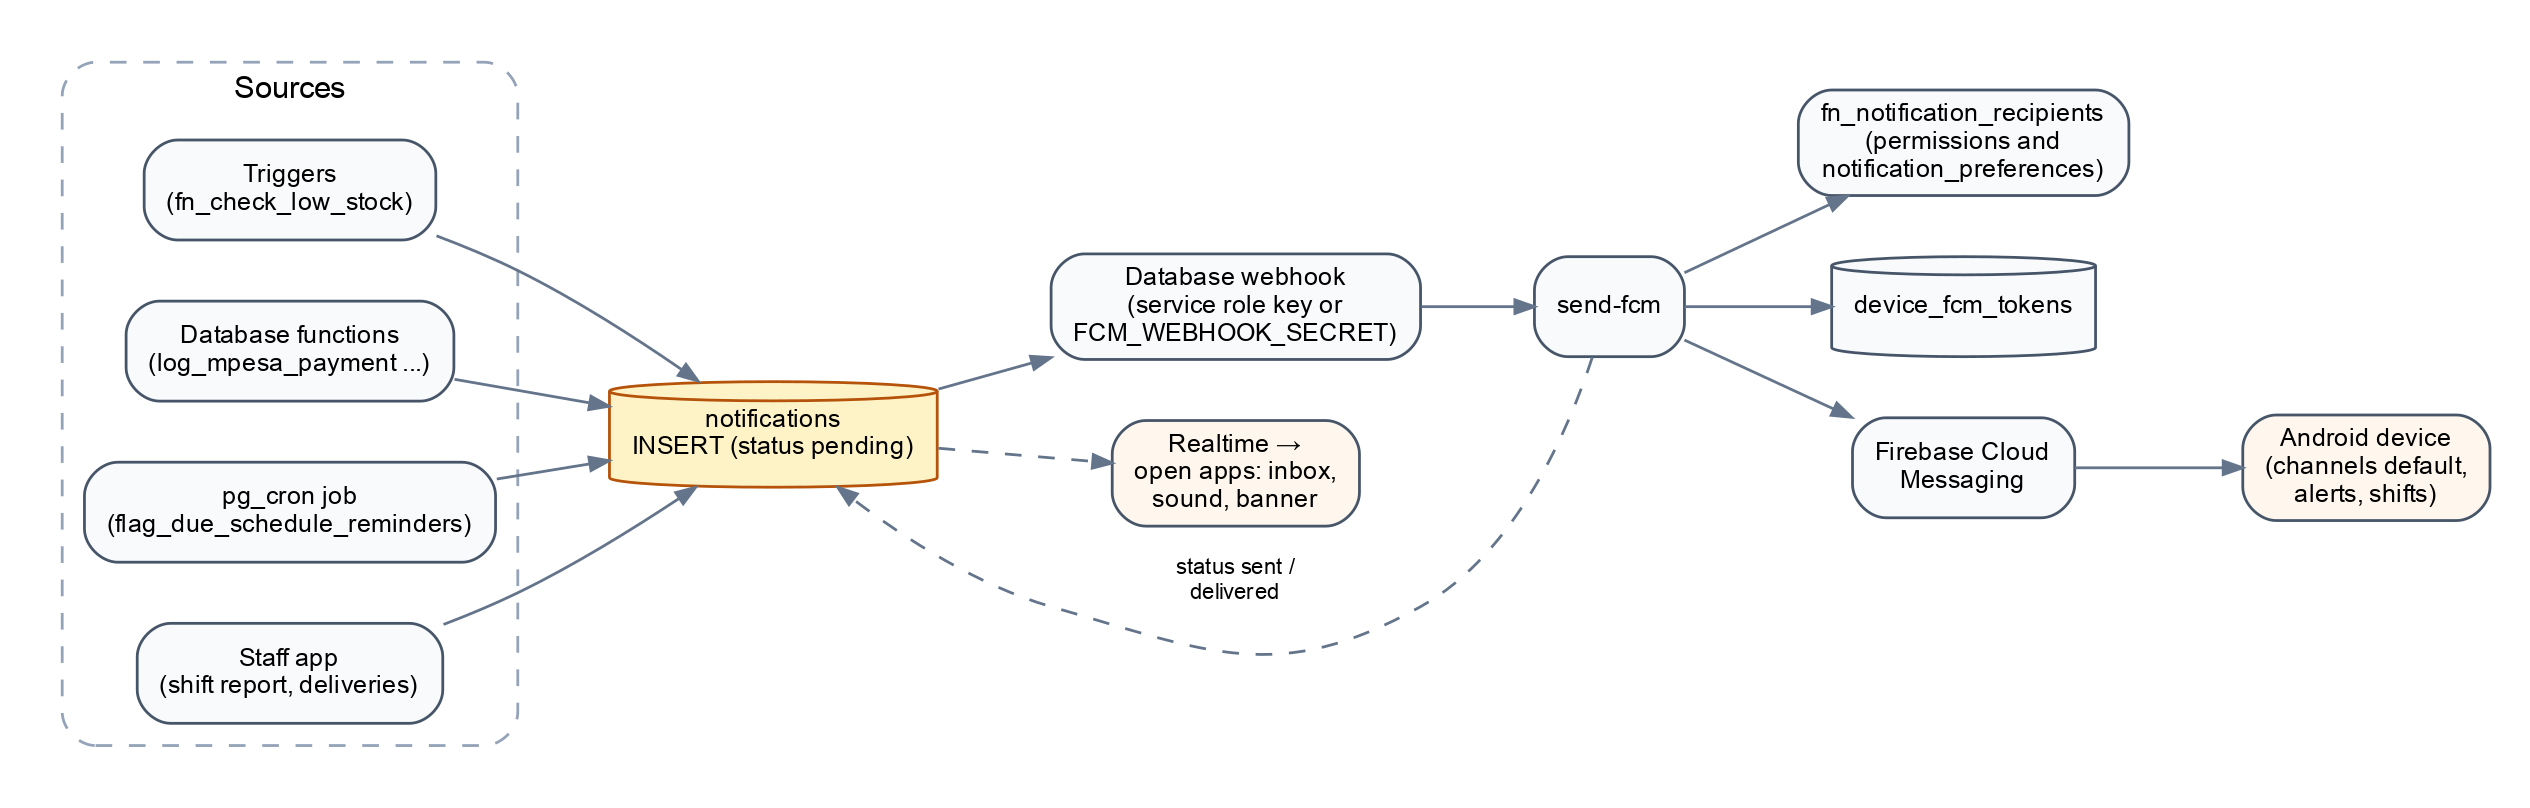 Sources
Triggers
(fn_check_low_stock)
Database functions
(log_mpesa_payment ...)
pg_cron job
(flag_due_schedule_reminders)
Staff app
(shift report, deliveries)
notifications
INSERT (status pending)
Database webhook
(service role key or
FCM_WEBHOOK_SECRET)
Realtime →
open apps: inbox,
sound, banner
status sent /
delivered
send-fcm
fn_notification_recipients
(permissions and
notification_preferences)
device_fcm_tokens
Firebase Cloud
Messaging
Android device
(channels default,
alerts, shifts)